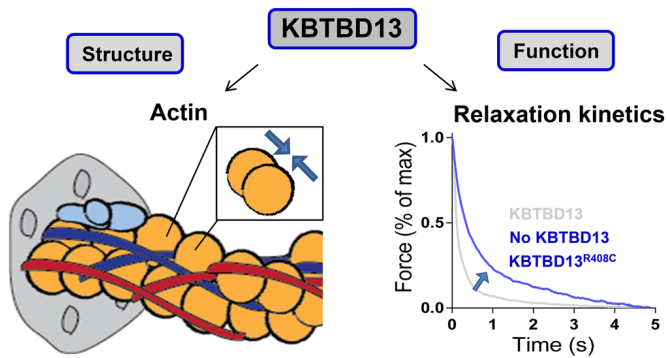 KBTBD13
Structure
Function
Actin
Relaxation kinetics
Force (% of max)
1.0
0.5
0.0
KBTBD13
No KBTBD13
KBTBD13R408C
0 1 2 3 4 5
Time (s)